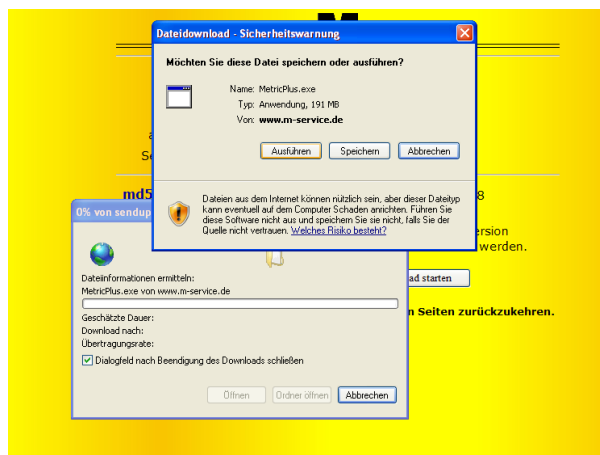 M
Dateidownload - Sicherheitswarnung
Möchten Sie diese Datei speichern oder ausführen?
Name: MetricPlus.exe
Typ: Anwendung, 191 MB
Von: www.m-service.de
Ausführen Speichern Abbrechen
Dateien aus dem Internet können nützlich sein, aber dieser Dateityp
kann eventuell auf dem Computer Schaden anrichten. Führen Sie
diese Software nicht aus und speichern Sie sie nicht, falls Sie der
Quelle nicht vertrauen. Welches Risiko besteht?
a
Se
md5 8
ersion
werden.
ad starten
n Seiten zurückzukehren.
0% von sendup
Dateiinformationen ermitteln:
MetricPlus.exe von www.m-service.de
Geschätzte Dauer:
Download nach:
Übertragungsrate:
Dialogfeld nach Beendigung des Downloads schließen
Öffnen Ordner öffnen Abbrechen